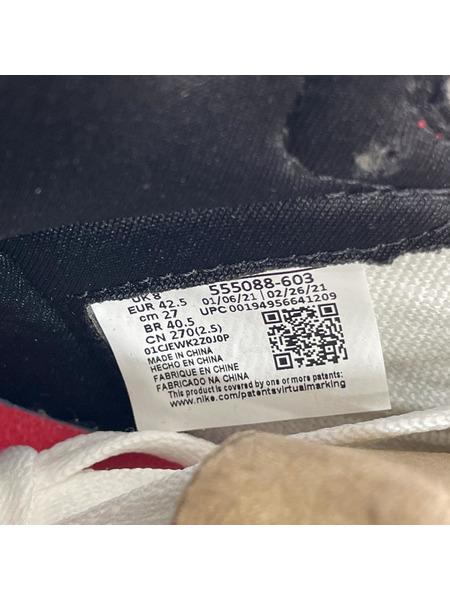 UK 8
EUR 42.5
cm 27
BR 40.5
CN 270(2.5)
01CJEWK2Z0J0P
555088-603
01/06/21 | 02/26/21
UPC 00194956641209
MADE IN CHINA
HECHO EN CHINA
FABRIQUE EN CHINE
FABRICADO NA CHINA
This product is covered by one or more patents:
www.nike.com/patentsvirtualmarking